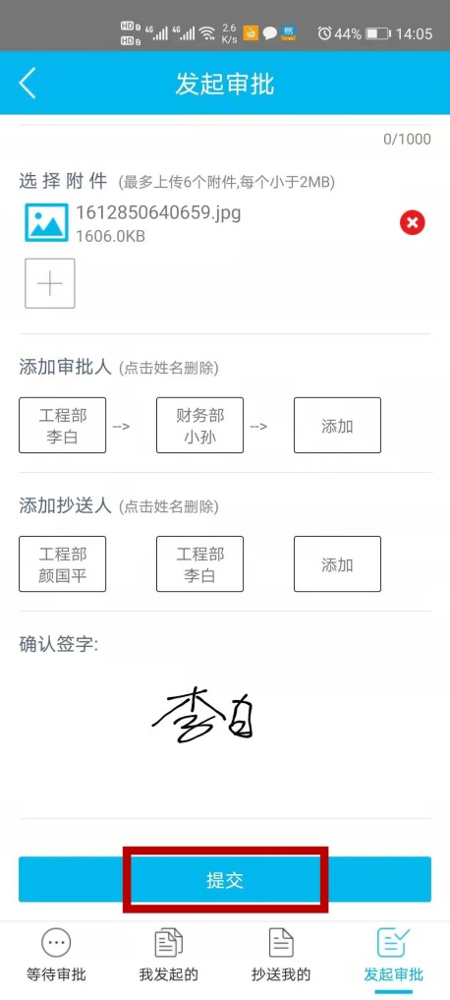 HD 1 4G 4G 2.6 K/s 44% 14:05
HD 2
发起审批
0/1000
选择附件 (最多上传6个附件,每个小于2MB)
1612850640659.jpg
1606.0KB
添加审批人 (点击姓名删除)
工程部 财务部
李白 --> 小孙 --> 添加
添加抄送人 (点击姓名删除)
工程部 工程部
颜国平 李白 添加
确认签字:
李白
提交
等待审批 我发起的 抄送我的 发起审批